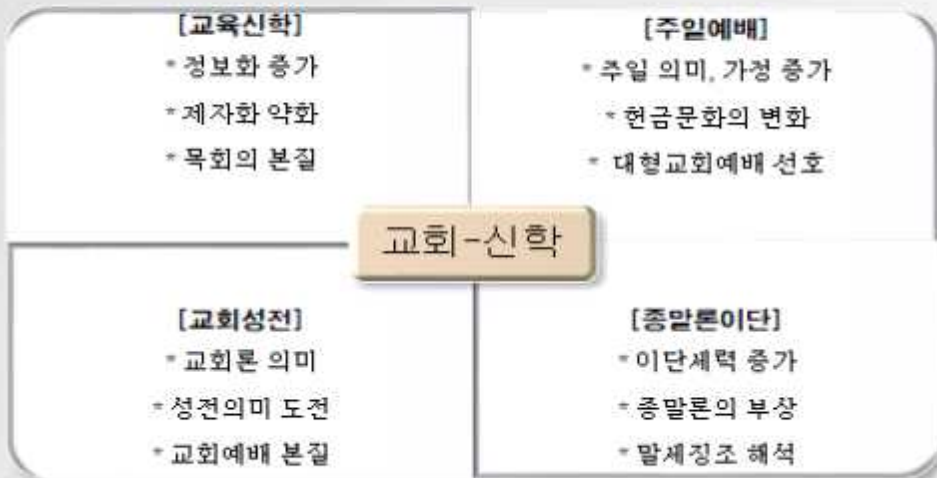 [교육신학]
* 정보화 증가
* 제자화 약화
* 목회의 본질
[주일예배]
* 주일 의미, 가정 증가
* 헌금문화의 변화
* 대형교회예배 선호
교회-신학
[교회성전]
* 교회론 의미
* 성전의미 도전
* 교회예배 본질
[종말론이단]
* 이단세력 증가
* 종말론의 부상
* 말세징조 해석